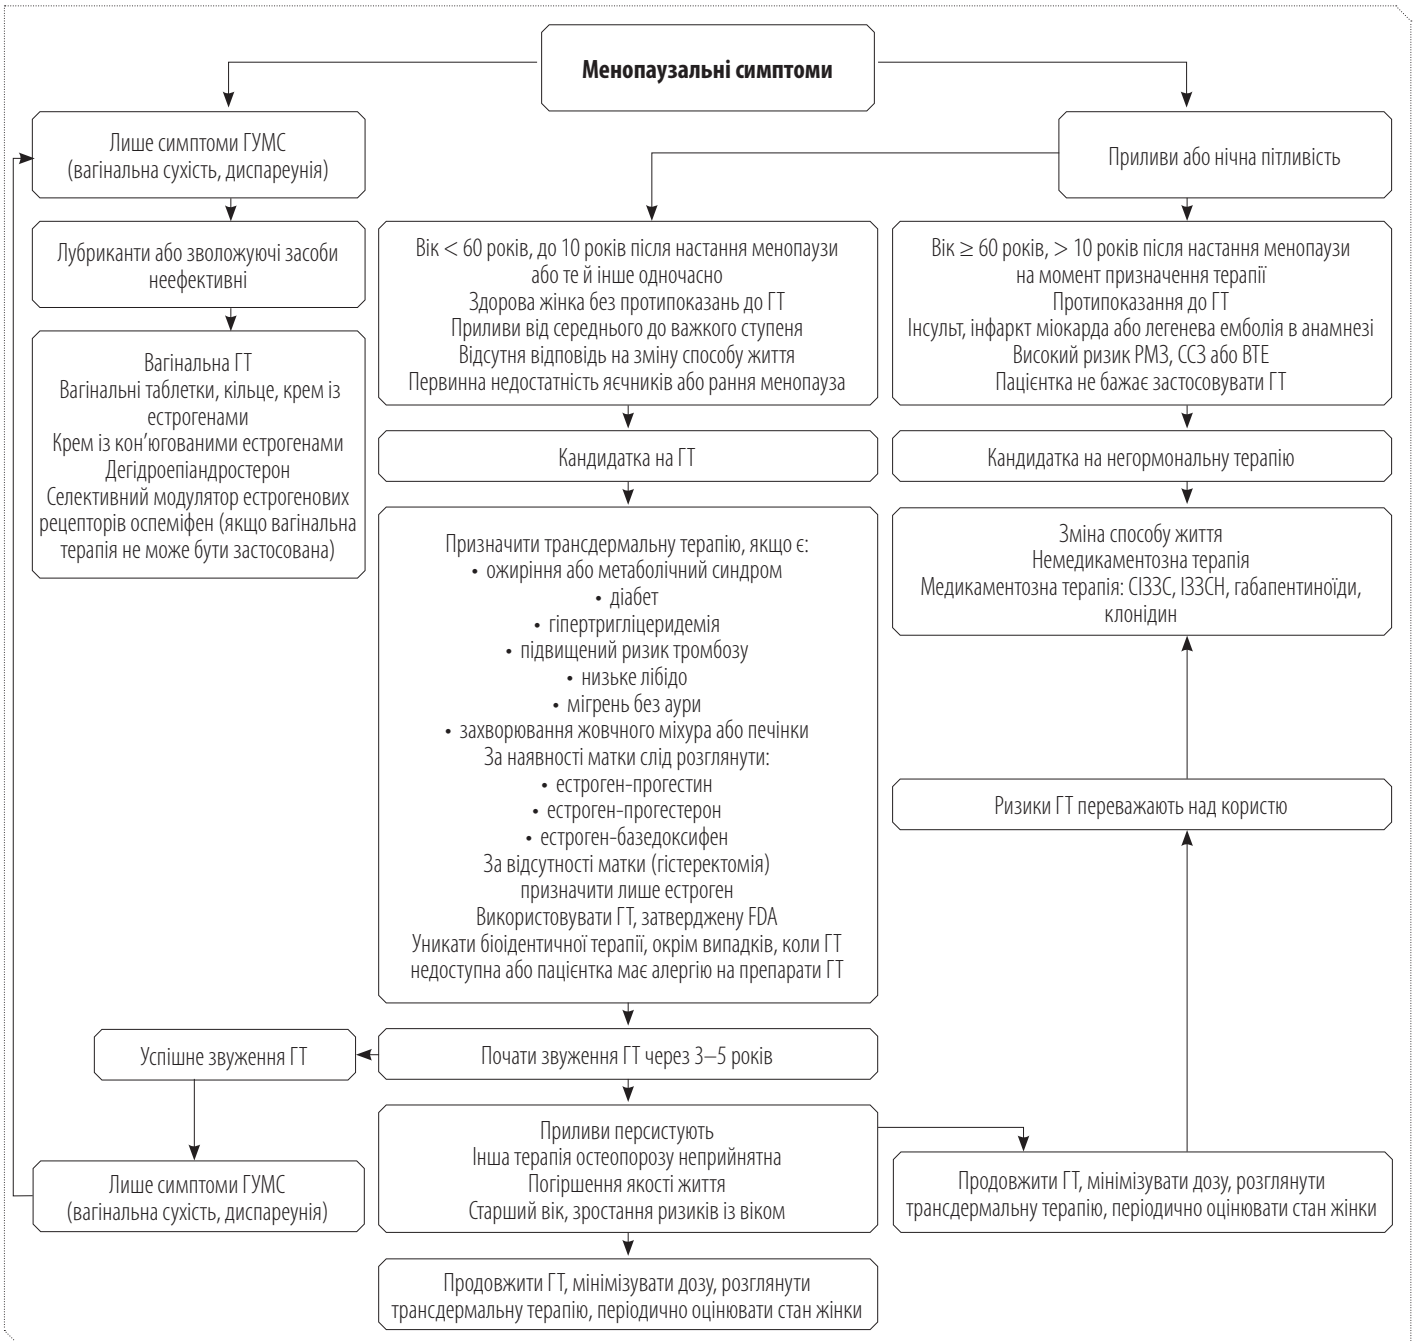 Менопаузальні симптоми
Лише симптоми ГУМС
(вагінальна сухість, диспареунія)
Приливи або нічна пітливість
Лубриканти або зволожуючі засоби
неефективні
Вагінальна ГТ
Вагінальні таблетки, кільце, крем із
естрогенами
Крем із кон’югованими естрогенами
Дегідроепіандростерон
Селективний модулятор естрогенових
рецепторів оспеміфен (якщо вагінальна
терапія не може бути застосована)
Вік < 60 років, до 10 років після настання менопаузи
або те й інше одночасно
Здорова жінка без протипоказань до ГТ
Приливи від середнього до важкого ступеня
Відсутня відповідь на зміну способу життя
Первинна недостатність яєчників або рання менопауза
Вік ≥ 60 років, > 10 років після настання менопаузи
на момент призначення терапії
Протипоказання до ГТ
Інсульт, інфаркт міокарда або легенева емболія в анамнезі
Високий ризик РМЗ, ССЗ або ВТЕ
Пацієнтка не бажає застосовувати ГТ
Кандидатка на ГТ
Кандидатка на негормональну терапію
Призначити трансдермальну терапію, якщо є:
• ожиріння або метаболічний синдром
• діабет
• гіпертригліцеридемія
• підвищений ризик тромбозу
• низьке лібідо
• мігрень без аури
• захворювання жовчного міхура або печінки
За наявності матки слід розглянути:
• естроген-прогестин
• естроген-прогестерон
• естроген-базедоксифен
За відсутності матки (гістеректомія)
призначити лише естроген
Використовувати ГТ, затверджену FDA
Уникати біоідентичної терапії, окрім випадків, коли ГТ
недоступна або пацієнтка має алергію на препарати ГТ
Зміна способу життя
Немедикаментозна терапія
Медикаментозна терапія: СІЗЗС, ІЗЗСН, габапентиноїди,
клонідин
Ризики ГТ переважають над користю
Успішне звуження ГТ
Почати звуження ГТ через 3–5 років
Лише симптоми ГУМС
(вагінальна сухість, диспареунія)
Приливи персистують
Інша терапія остеопорозу неприйнятна
Погіршення якості життя
Старший вік, зростання ризиків із віком
Продовжити ГТ, мінімізувати дозу, розглянути
трансдермальну терапію, періодично оцінювати стан жінки
Продовжити ГТ, мінімізувати дозу, розглянути
трансдермальну терапію, періодично оцінювати стан жінки